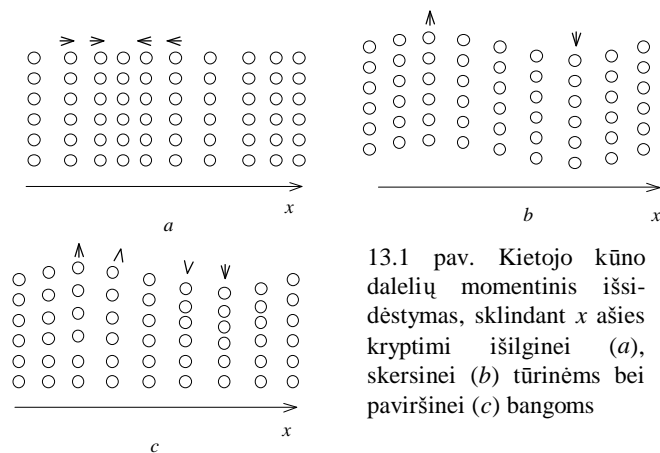 x
a
x
b
x
c
13.1 pav. Kietojo kūno
dalelių momentinis išsi-
dėstymas, sklindant x ašies
kryptimi išilginei (a),
skersinei (b) tūrinėms bei
paviršinei (c) bangoms